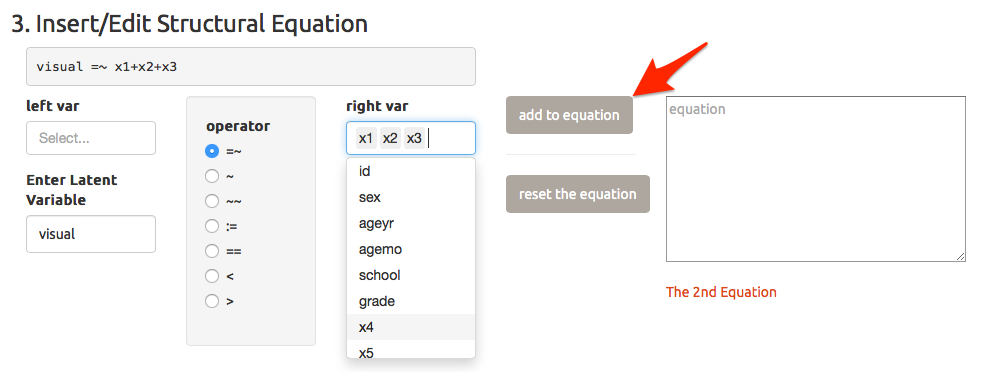 3. Insert/Edit Structural Equation
visual =~ x1+x2+x3
left var
Select...
Enter Latent
Variable
visual
operator
=~
~
~~
:=
==
<
>
right var
x1 x2 x3
id
sex
ageyr
agemo
school
grade
x4
x5
add to equation
reset the equation
equation
The 2nd Equation